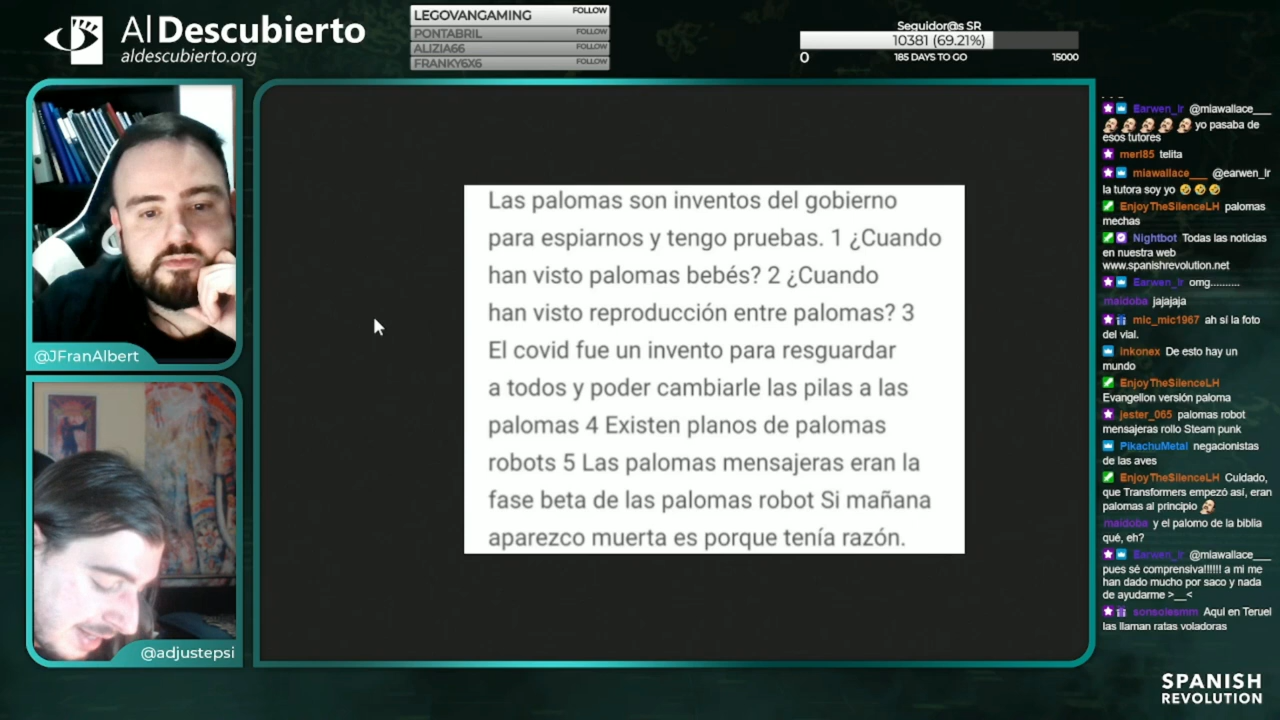 Al Descubierto
aldescubierto.org
LEGOVANGAMING FOLLOW
PONTABRIL FOLLOW
ALIZIA66 FOLLOW
FRANKY6X6 FOLLOW
Seguidor@s SR
10381 (69.21%)
0 185 DAYS TO GO 15000
@JFranAlbert
@adjustepsi
Las palomas son inventos del gobierno
para espiarnos y tengo pruebas. 1 ¿Cuando
han visto palomas bebés? 2 ¿Cuando
han visto reproducción entre palomas? 3
El covid fue un invento para resguardar
a todos y poder cambiarle las pilas a las
palomas 4 Existen planos de palomas
robots 5 Las palomas mensajeras eran la
fase beta de las palomas robot Si mañana
aparezco muerta es porque tenía razón.
Earwen_ir @miawallace___
yo pasaba de
esos tutores
merl85 telita
miawallace___ @earwen_ir
la tutora soy yo
EnjoyTheSilenceLH palomas
mechas
Nightbot Todas las noticias
en nuestra web
www.spanishrevolution.net
Earwen_ir omg..........
maldoba jajajaja
mic_mic1967 ah sí la foto
del vial.
inkonex De esto hay un
mundo
EnjoyTheSilenceLH
Evangelion versión paloma
jester_065 palomas robot
mensajeras rollo Steam punk
PikachuMetal negacionistas
de las aves
EnjoyTheSilenceLH Cuidado,
que Transformers empezó así, eran
palomas al principio
maldoba y el palomo de la biblia
qué, eh?
Earwen_ir @miawallace___
pues sé comprensiva!!!!!! a mi me
han dado mucho por saco y nada
de ayudarme >__<
sonsolesmm Aqui en Teruel
las llaman ratas voladoras
SPANISH
REVOLUTION